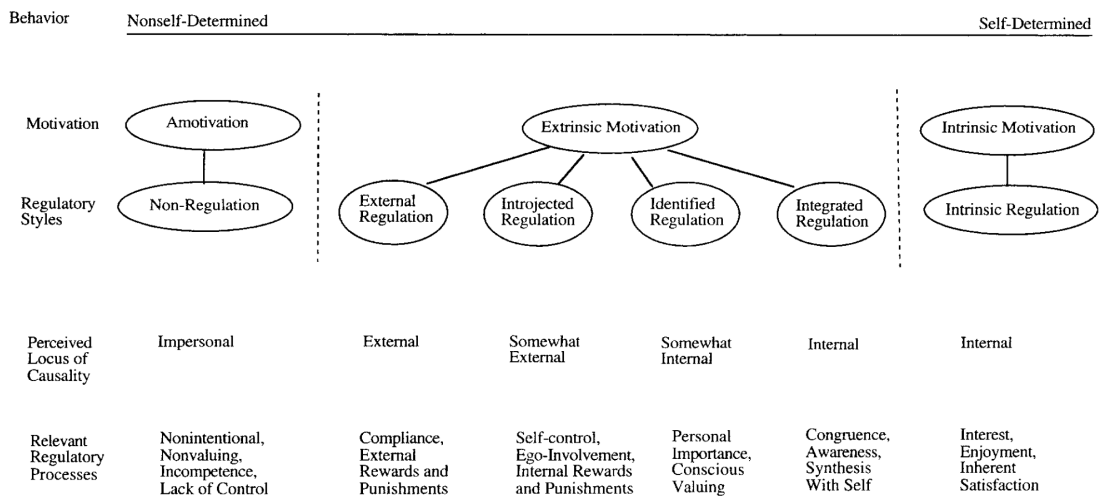 Behavior
Nonself-Determined
Self-Determined
Motivation
Amotivation
Extrinsic Motivation
Intrinsic Motivation
Regulatory
Styles
Non-Regulation
External
Regulation
Introjected
Regulation
Identified
Regulation
Integrated
Regulation
Intrinsic Regulation
Perceived
Locus of
Causality
Impersonal
External
Somewhat
External
Somewhat
Internal
Internal
Internal
Relevant
Regulatory
Processes
Nonintentional,
Nonvaluing,
Incompetence,
Lack of Control
Compliance,
External
Rewards and
Punishments
Self-control,
Ego-Involvement,
Internal Rewards
and Punishments
Personal
Importance,
Conscious
Valuing
Congruence,
Awareness,
Synthesis
With Self
Interest,
Enjoyment,
Inherent
Satisfaction